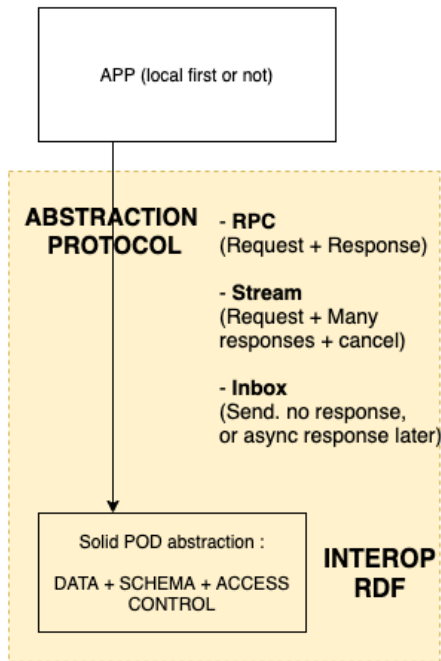 APP (local first or not)
ABSTRACTION
PROTOCOL
- RPC
(Request + Response)
- Stream
(Request + Many
responses + cancel)
- Inbox
(Send. no response,
or async response later)
Solid POD abstraction :
DATA + SCHEMA + ACCESS
CONTROL
INTEROP
RDF